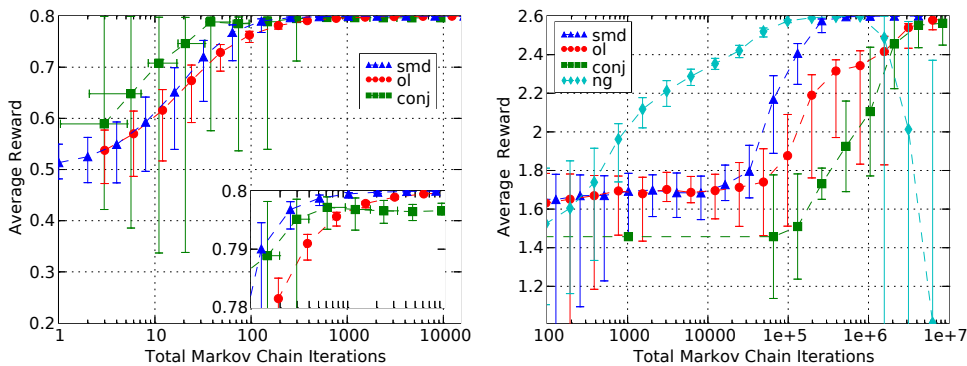 0.8
0.7
0.6
0.5
0.4
0.3
0.2
Average Reward
smd
ol
conj
0.8
0.79
0.78
1
10
100
1000
10000
Total Markov Chain Iterations
2.6
2.4
2.2
2
1.8
1.6
1.4
1.2
Average Reward
smd
ol
conj
ng
100
1000
10000
1e+5
1e+6
1e+7
Total Markov Chain Iterations